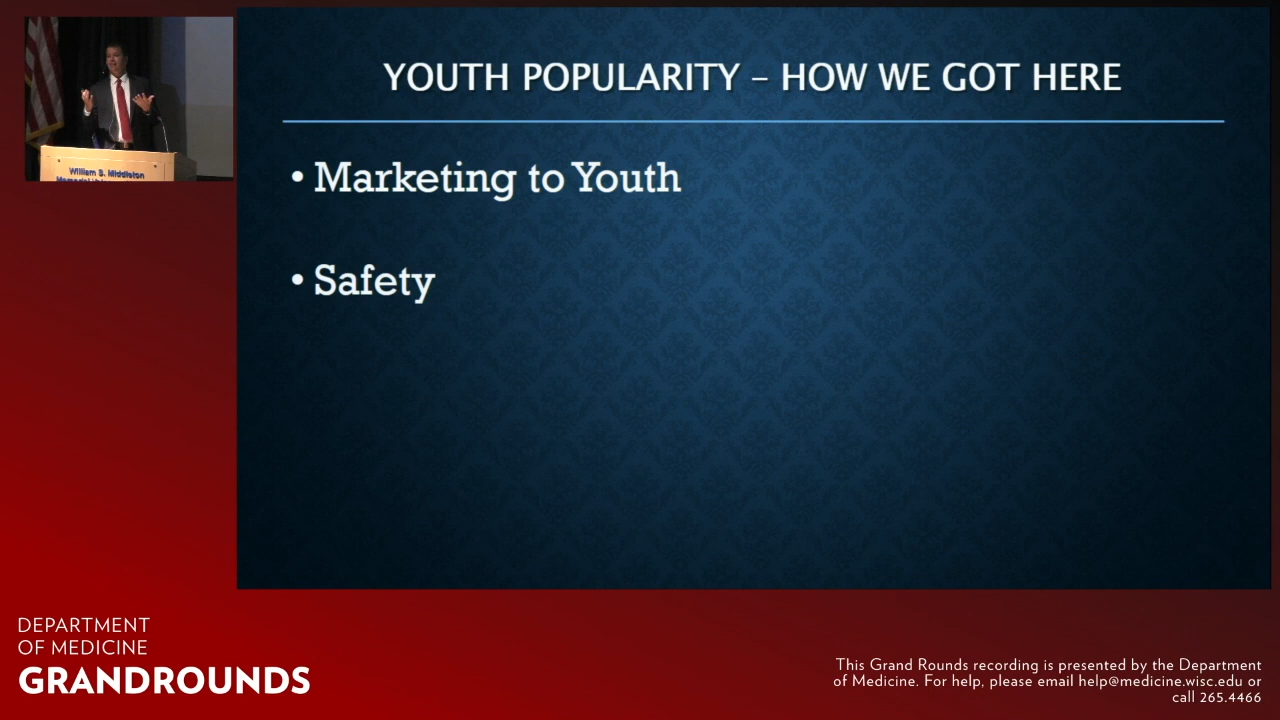 YOUTH POPULARITY – HOW WE GOT HERE
• Marketing to Youth
• Safety
William S. Middleton
Memorial
DEPARTMENT
OF MEDICINE
GRANDROUNDS
This Grand Rounds recording is presented by the Department
of Medicine. For help, please email help@medicine.wisc.edu or
call 265.4466